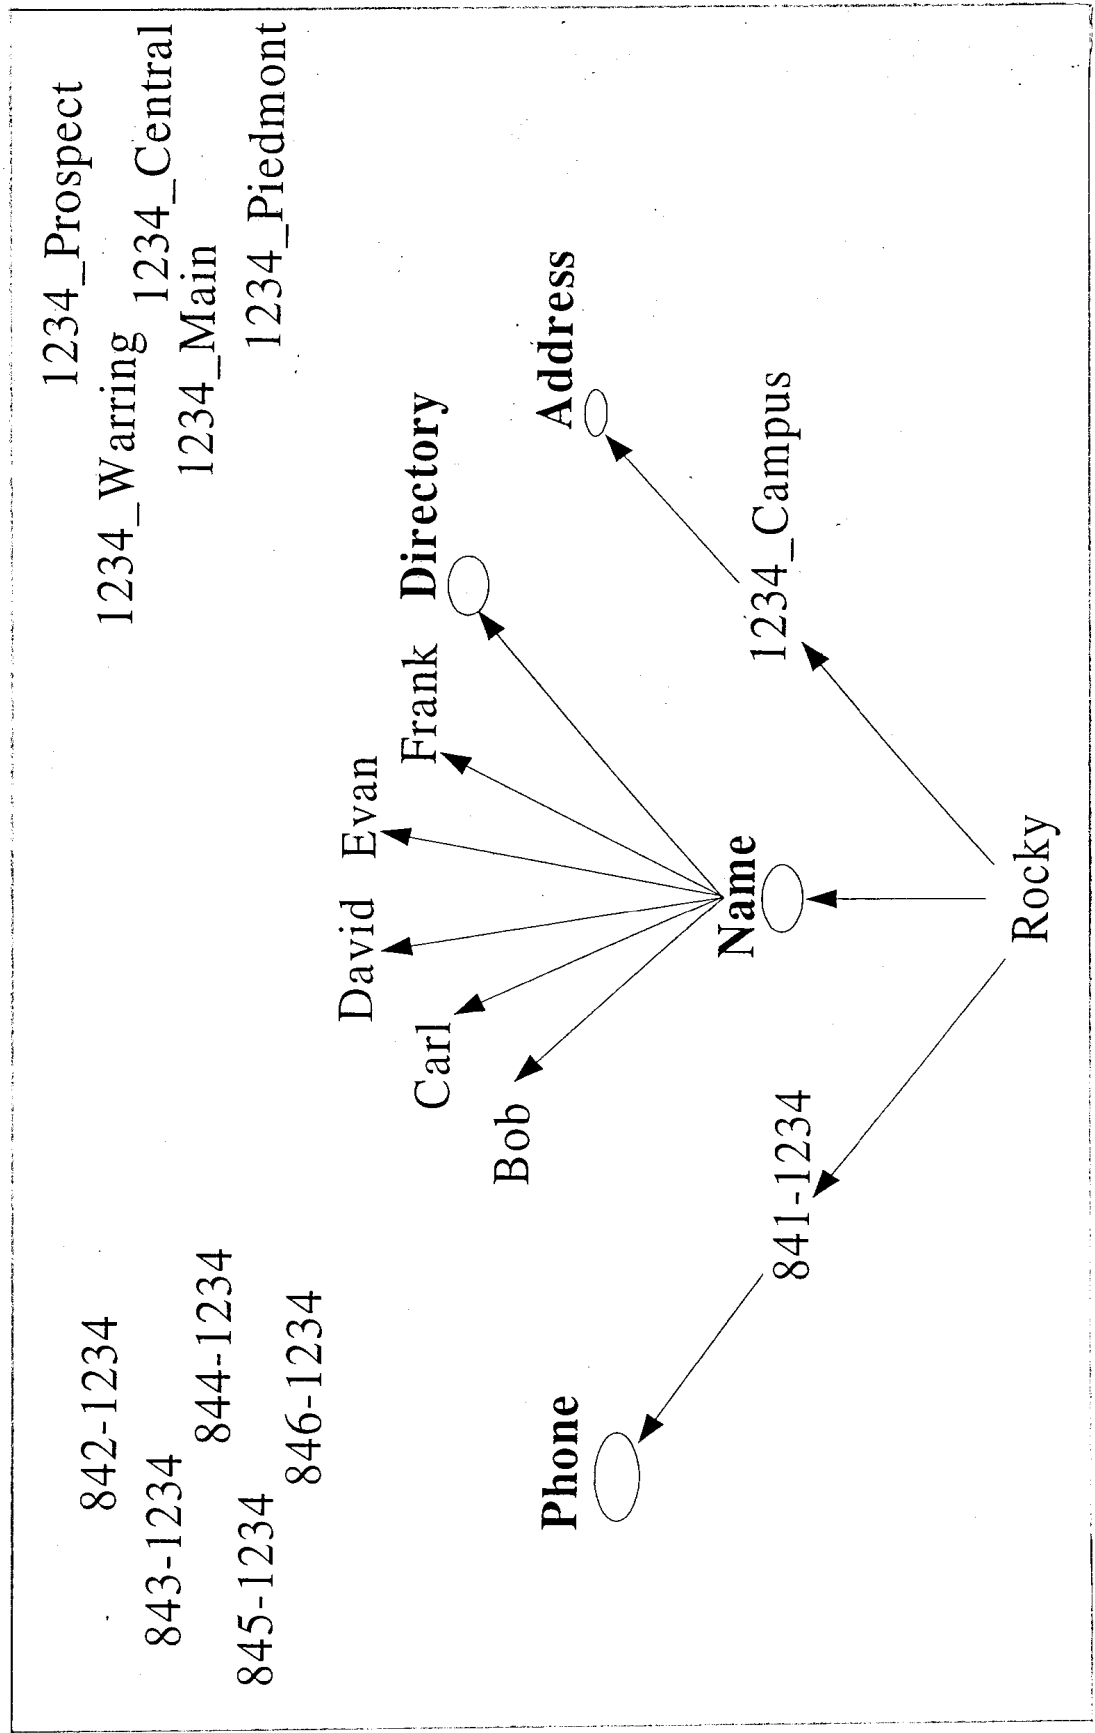 842-1234
1234_Prospect
843-1234
1234_Warring
1234_Central
844-1234
1234_Main
845-1234
1234_Piedmont
846-1234
David
Evan
Carl
Frank
Directory
Bob
Phone
Address
Name
841-1234
1234_Campus
Rocky